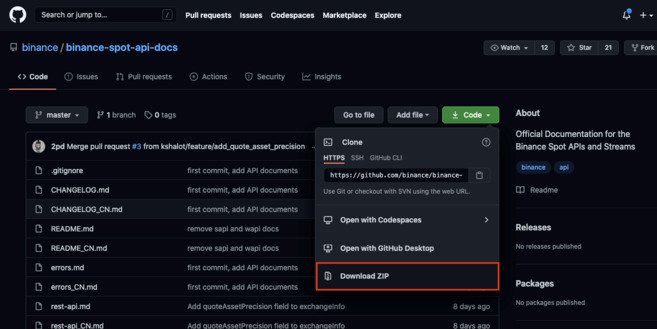 Search or jump to...
/
Pull requests Issues Codespaces Marketplace Explore
binance / binance-spot-api-docs
Watch 12
Star 21
Fork
Code Issues Pull requests Actions Security Insights
master 1 branch 0 tags
Go to file Add file Code
2pd Merge pull request #3 from kshalot/feature/add_quote_asset_precision ...
.gitignore first commit, add API documents
CHANGELOG.md first commit, add API documents
CHANGELOG_CN.md first commit, add API documents
README.md remove sapi and wapi docs
README_CN.md remove sapi and wapi docs
errors.md first commit, add API documents
errors_CN.md first commit, add API documents
rest-api.md Add quoteAssetPrecision field to exchangeInfo 8 days ago
rest-api_CN.md Add quoteAssetPrecision field to exchangeInfo 8 days ago
Clone
HTTPS SSH GitHub CLI
https://github.com/binance/binance-
Use Git or checkout with SVN using the web URL.
Open with Codespaces
Open with GitHub Desktop
Download ZIP
About
Official Documentation for the
Binance Spot APIs and Streams
binance api
Readme
Releases
No releases published
Packages
No packages published